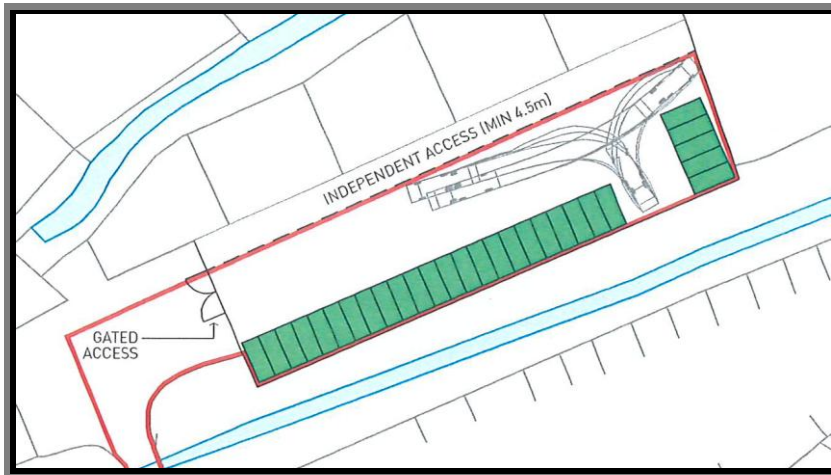 INDEPENDENT ACCESS (MIN 4.5m)
GATED
ACCESS